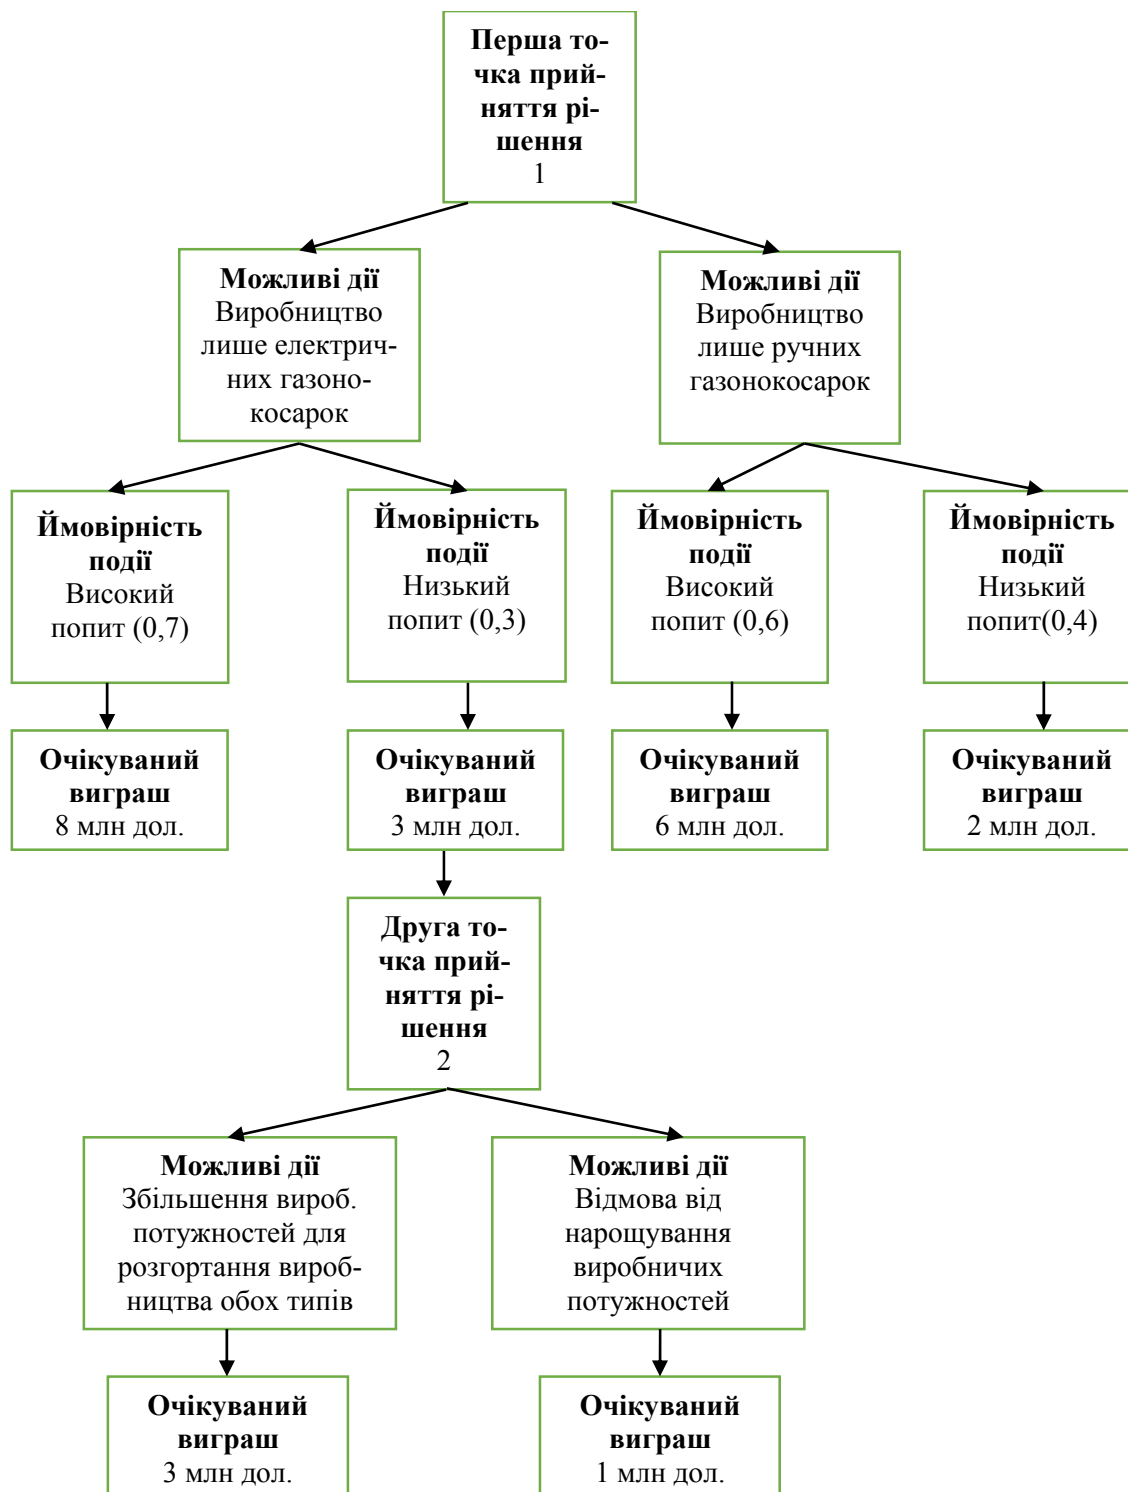 Перша то-
чка прий-
няття рі-
шення
1
Можливі дії
Виробництво
лише електрич-
них газоно-
косарок
Можливі дії
Виробництво
лише ручних
газонокосарок
Ймовірність
події
Високий
попит (0,7)
Ймовірність
події
Низький
попит (0,3)
Ймовірність
події
Високий
попит (0,6)
Ймовірність
події
Низький
попит(0,4)
Очікуваний
виграш
8 млн дол.
Очікуваний
виграш
3 млн дол.
Очікуваний
виграш
6 млн дол.
Очікуваний
виграш
2 млн дол.
Друга то-
чка прий-
няття рі-
шення
2
Можливі дії
Збільшення вироб.
потужностей для
розгортання вироб-
ництва обох типів
Можливі дії
Відмова від
нарощування
виробничих
потужностей
Очікуваний
виграш
3 млн дол.
Очікуваний
виграш
1 млн дол.